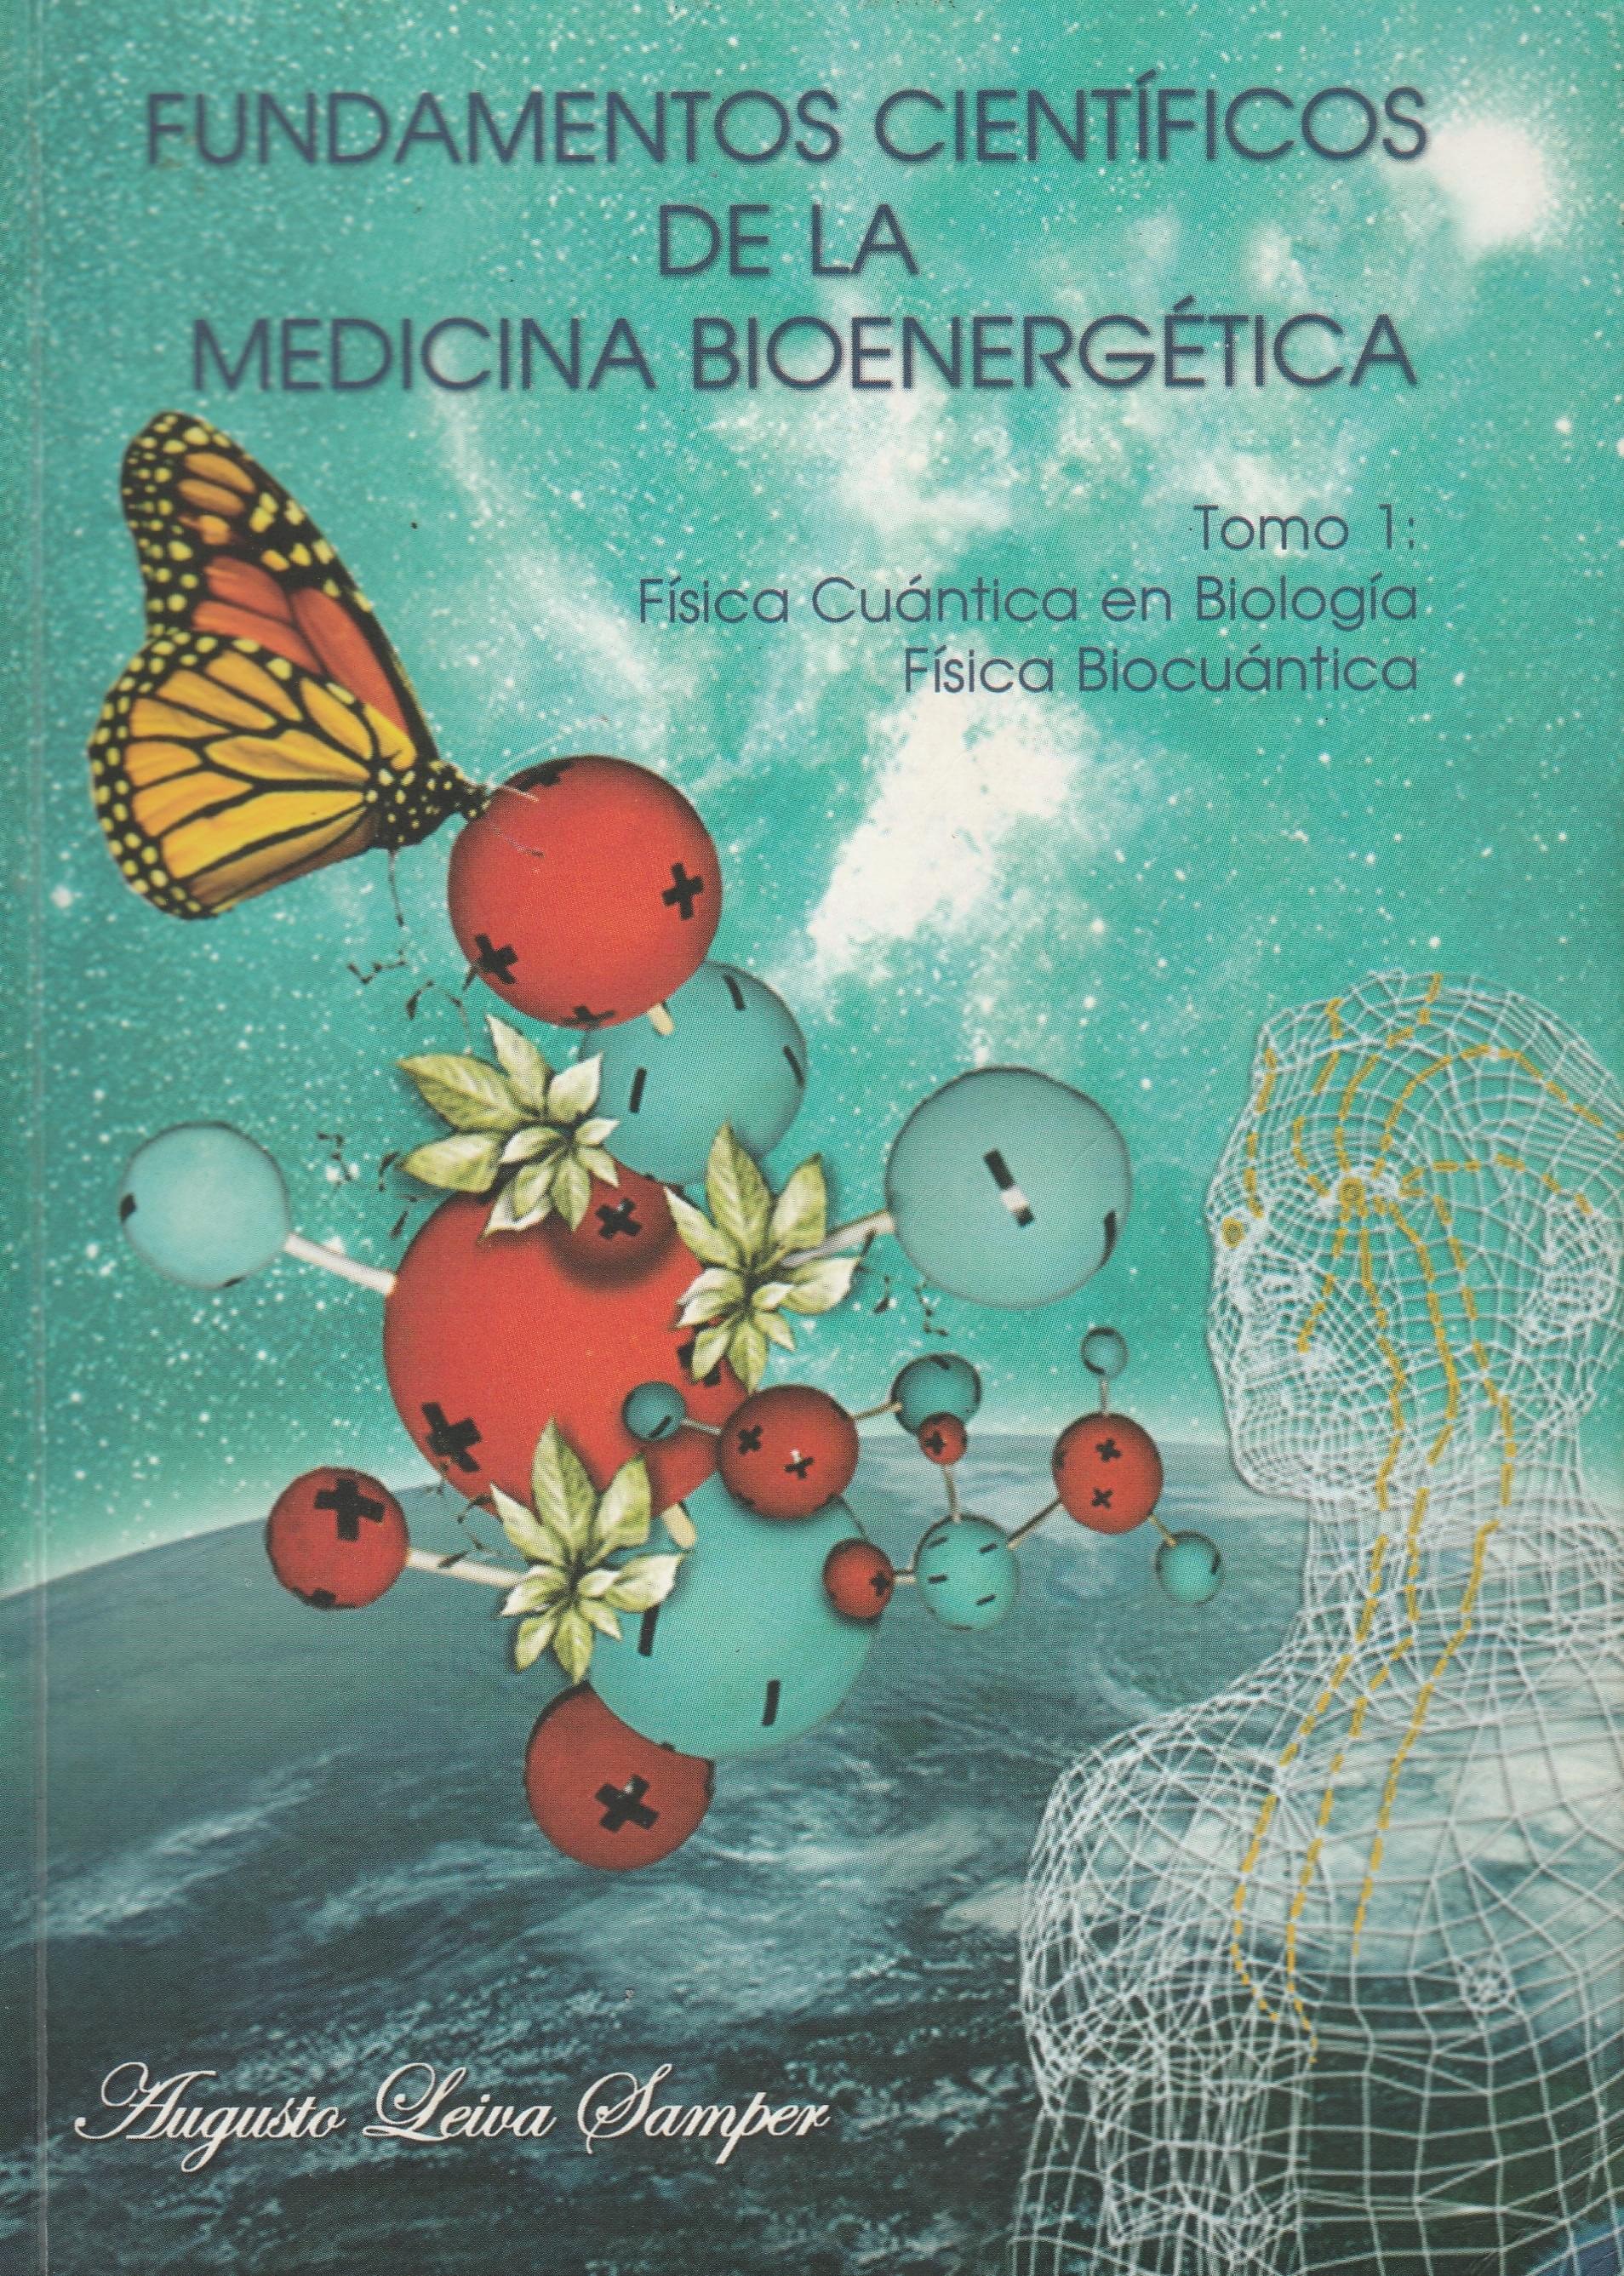 FUNDAMENTOS CIENTÍFICOS
DE LA
MEDICINA BIOENERGÉTICA
Tomo 1:
Física Cuántica en Biología
Física Biocuántica
Augusto Leiva Samper